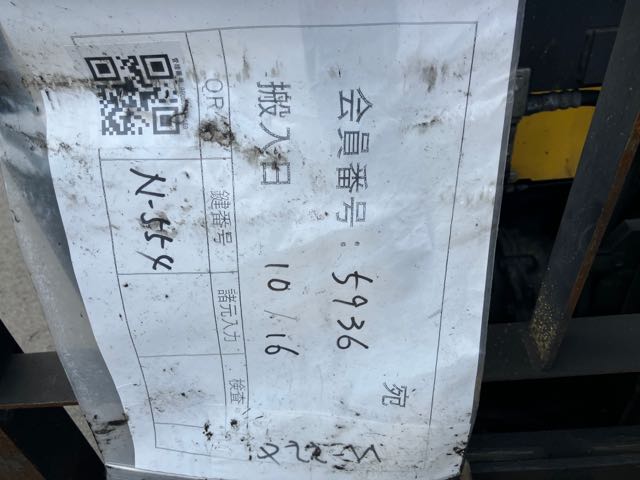 宛
会員番号：5936
搬入日 10/16
QR 鍵番号 諸元入力 検査